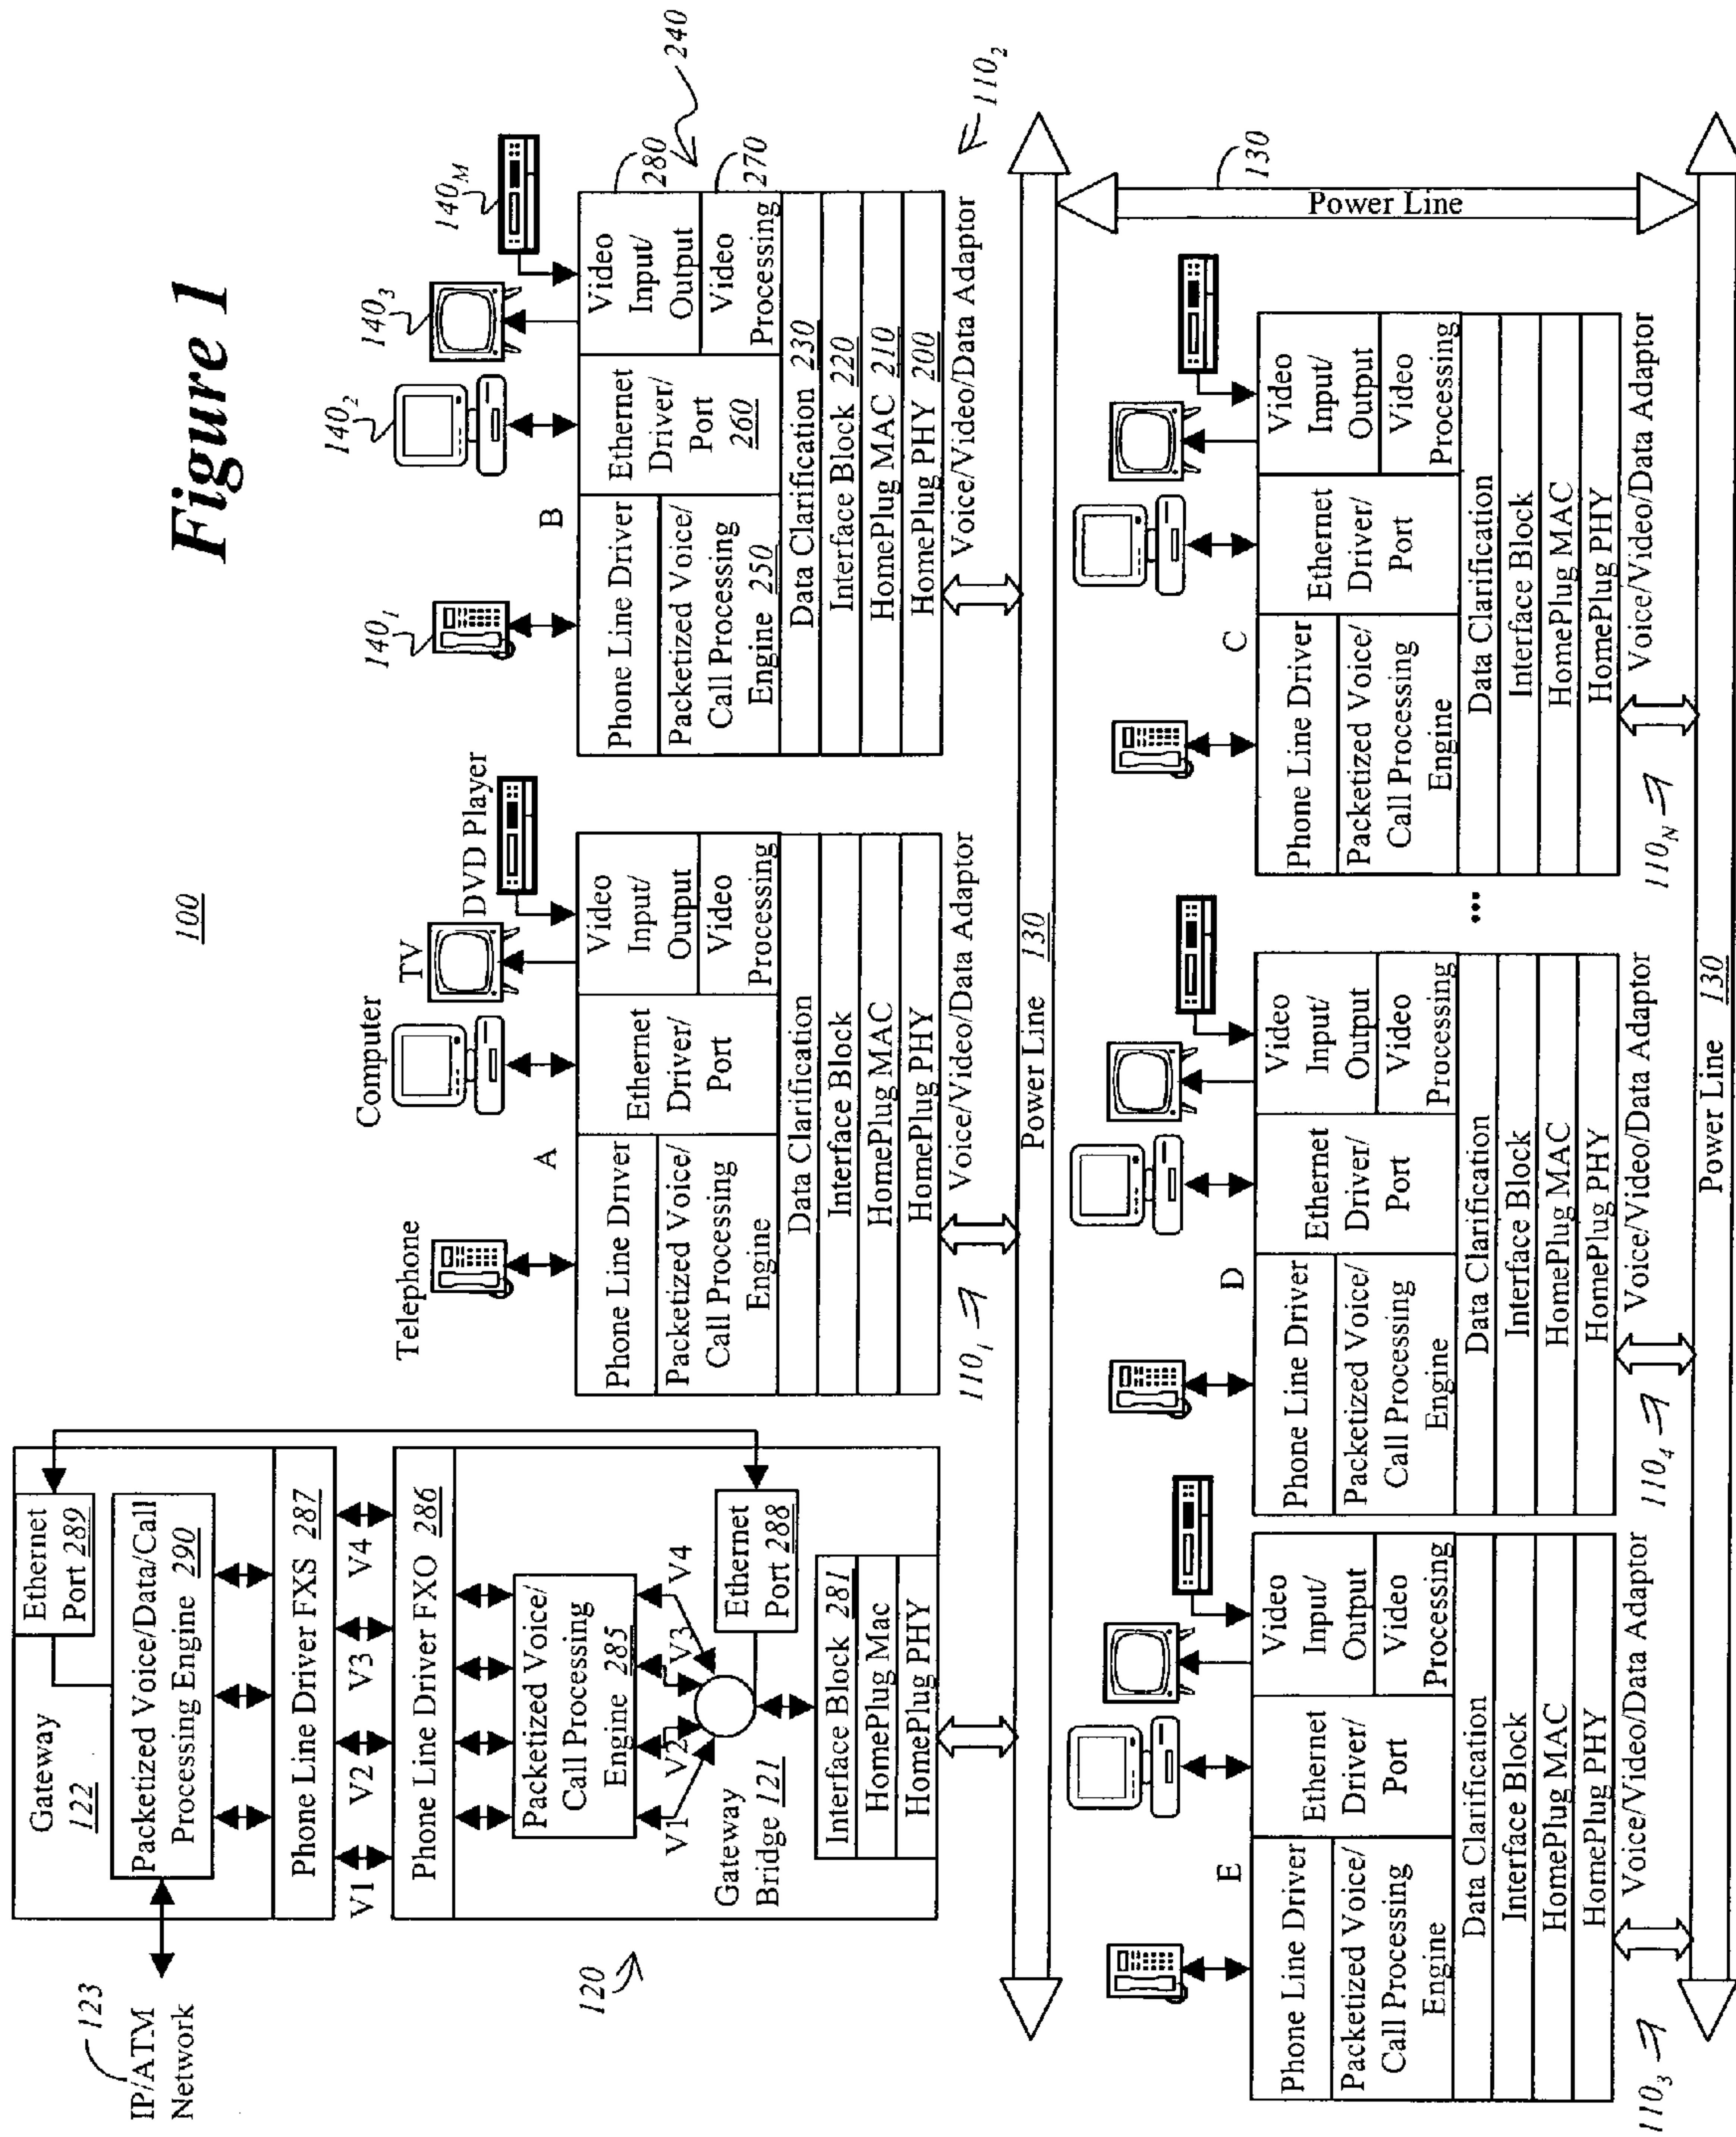 Figure 1
100
123
IP/ATM
Network
Gateway
122
Ethernet
Port 289
Packetized Voice/Data/Call
Processing Engine 290
Phone Line Driver FXS 287
V1
V2
V3
V4
Phone Line Driver FXO 286
Packetized Voice/
Call Processing
Engine 285
V1
V2
V3
V4
Gateway
Bridge 121
Ethernet
Port 288
Interface Block 281
HomePlug Mac
HomePlug PHY
120
Telephone
Computer
TV
DVD Player
A
Phone Line Driver
Packetized Voice/
Call Processing
Engine
Ethernet
Driver/
Port
Video
Input/
Output
Video
Processing
Data Clarification
Interface Block
HomePlug MAC
HomePlug PHY
Voice/Video/Data Adaptor
110₁
140₁
140₂
140₃
140M
B
Phone Line Driver
Packetized Voice/
Call Processing
Engine 250
Ethernet
Driver/
Port
260
Video
Input/
Output
Video
Processing
280
240
270
Data Clarification 230
Interface Block 220
HomePlug MAC 210
HomePlug PHY 200
Voice/Video/Data Adaptor
110₂
Power Line 130
130
Power Line
E
Phone Line Driver
Packetized Voice/
Call Processing
Engine
Ethernet
Driver/
Port
Video
Input/
Output
Video
Processing
Data Clarification
Interface Block
HomePlug MAC
HomePlug PHY
Voice/Video/Data Adaptor
110₃
D
Phone Line Driver
Packetized Voice/
Call Processing
Engine
Ethernet
Driver/
Port
Video
Input/
Output
Video
Processing
Data Clarification
Interface Block
HomePlug MAC
HomePlug PHY
Voice/Video/Data Adaptor
110₄
...
C
Phone Line Driver
Packetized Voice/
Call Processing
Engine
Ethernet
Driver/
Port
Video
Input/
Output
Video
Processing
Data Clarification
Interface Block
HomePlug MAC
HomePlug PHY
Voice/Video/Data Adaptor
110N
Power Line 130